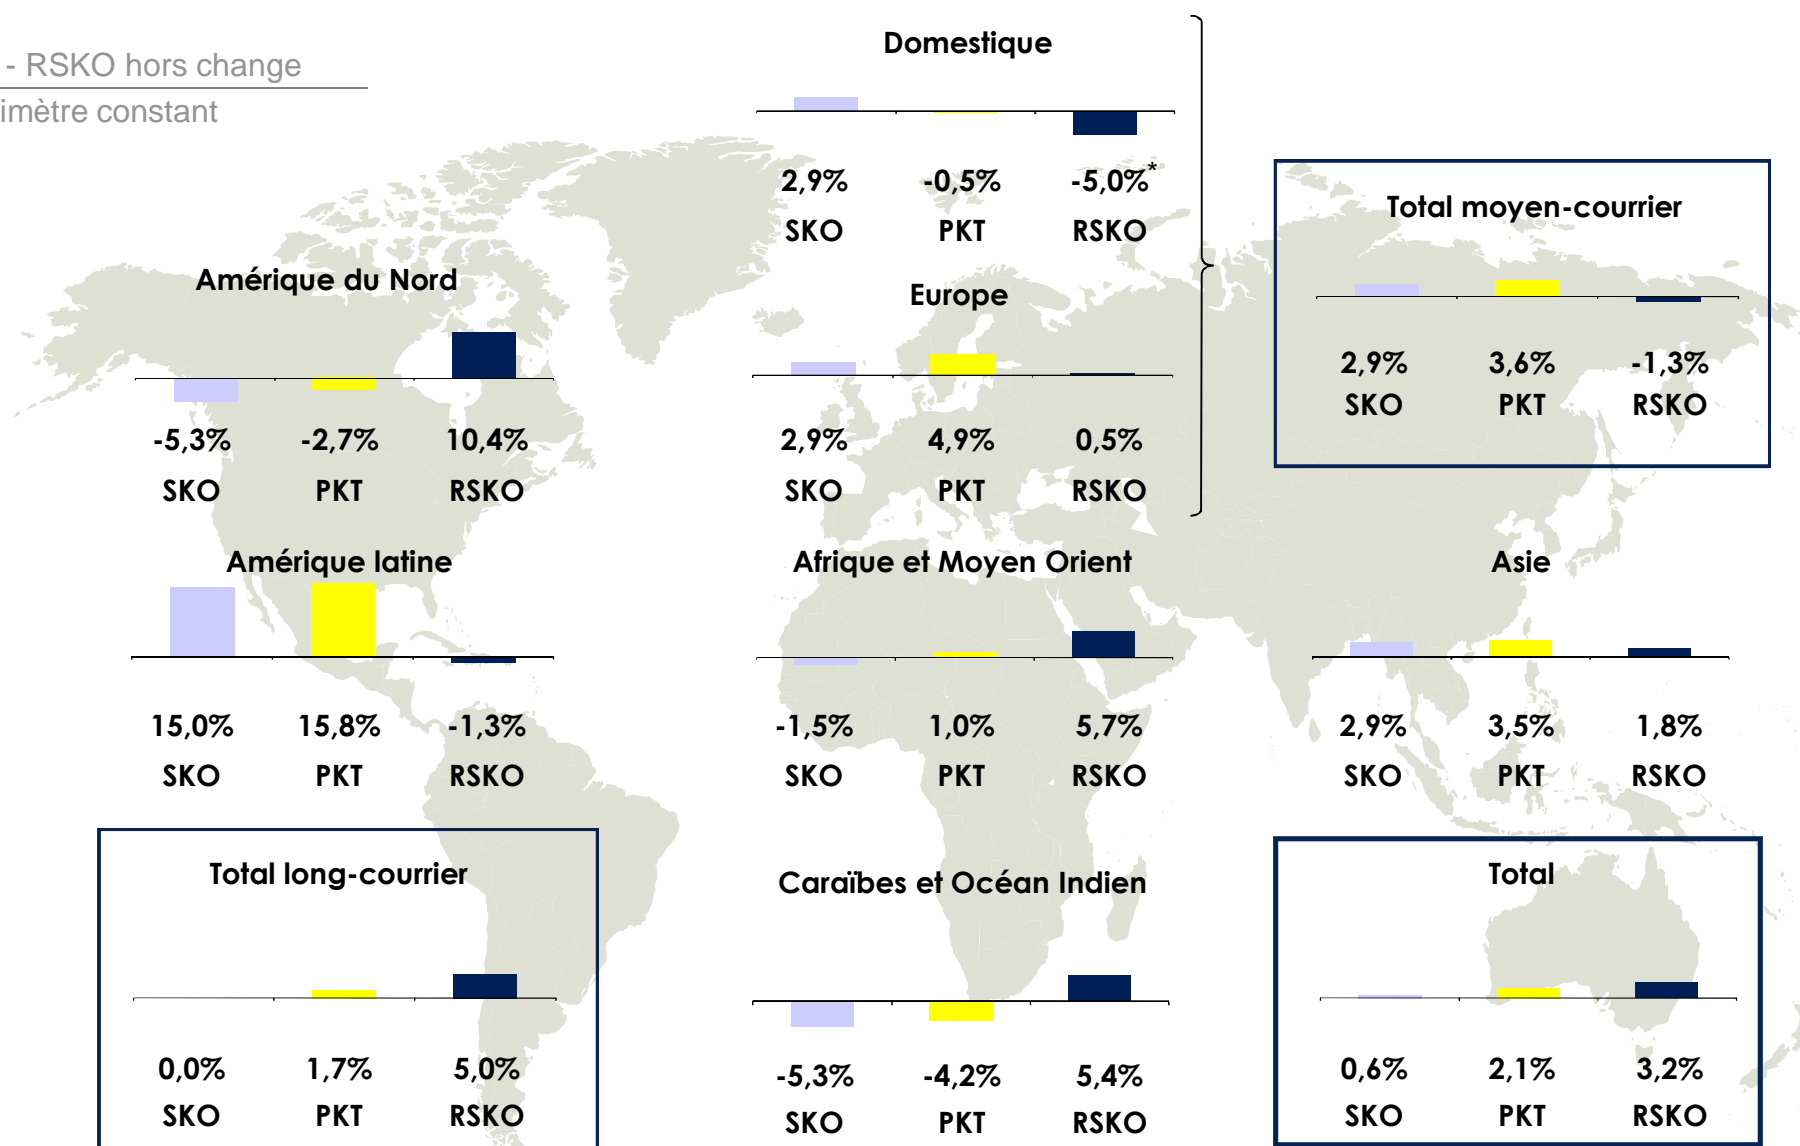 - RSKO hors change
imètre constant
Domestique
2,9% -0,5% -5,0%*
SKO PKT RSKO
Total moyen-courrier
2,9% 3,6% -1,3%
SKO PKT RSKO
Amérique du Nord
-5,3% -2,7% 10,4%
SKO PKT RSKO
Europe
2,9% 4,9% 0,5%
SKO PKT RSKO
Amérique latine
15,0% 15,8% -1,3%
SKO PKT RSKO
Afrique et Moyen Orient
-1,5% 1,0% 5,7%
SKO PKT RSKO
Asie
2,9% 3,5% 1,8%
SKO PKT RSKO
Total long-courrier
0,0% 1,7% 5,0%
SKO PKT RSKO
Caraïbes et Océan Indien
-5,3% -4,2% 5,4%
SKO PKT RSKO
Total
0,6% 2,1% 3,2%
SKO PKT RSKO